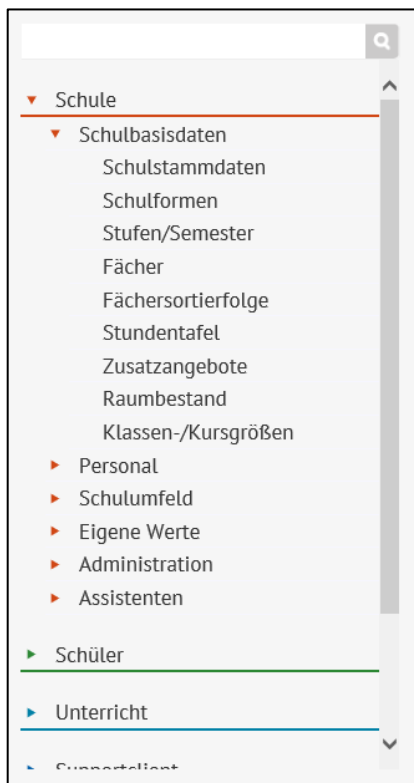 Schule
Schulbasisdaten
Schulstammdaten
Schulformen
Stufen/Semester
Fächer
Fächersortierfolge
Stundentafel
Zusatzangebote
Raumbestand
Klassen-/Kursgrößen
Personal
Schulumfeld
Eigene Werte
Administration
Assistenten
Schüler
Unterricht
Supportclient